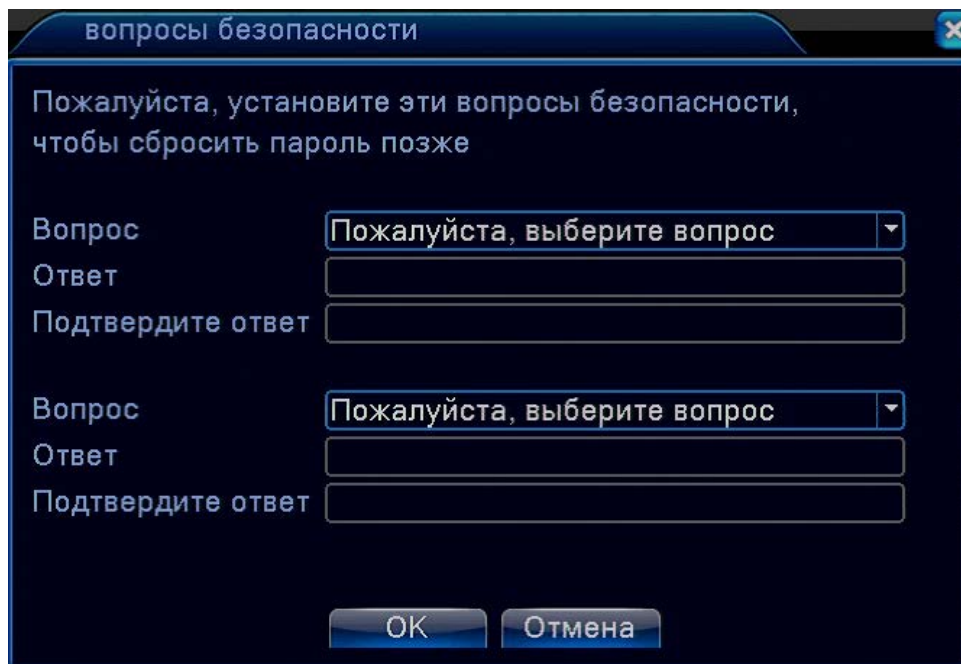 вопросы безопасности
Пожалуйста, установите эти вопросы безопасности,
чтобы сбросить пароль позже
Вопрос Пожалуйста, выберите вопрос
Ответ
Подтвердите ответ
Вопрос Пожалуйста, выберите вопрос
Ответ
Подтвердите ответ
OK Отмена